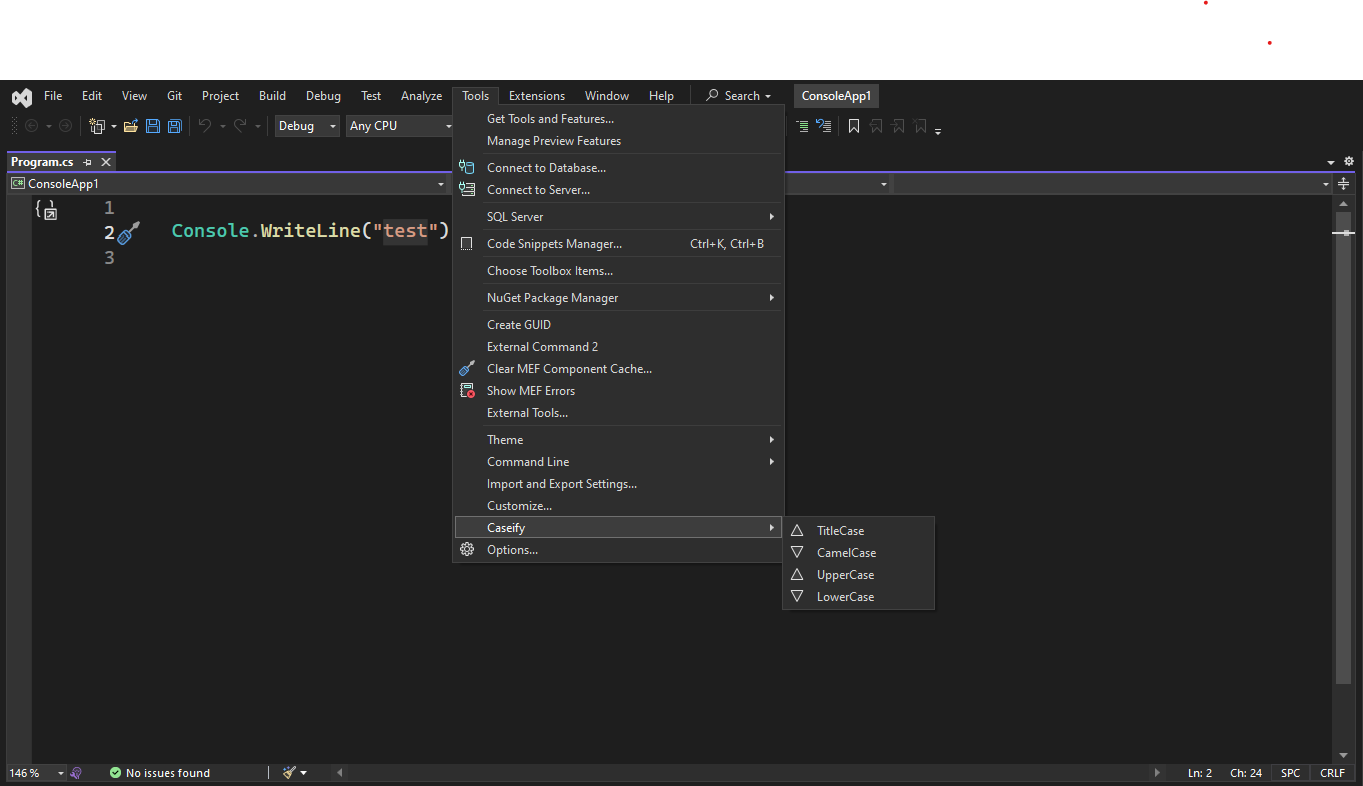 File Edit View Git Project Build Debug Test Analyze Tools Extensions Window Help Search ConsoleApp1
Debug Any CPU
Program.cs
C# ConsoleApp1
1
2 Console.WriteLine("test")
3
Get Tools and Features...
Manage Preview Features
Connect to Database...
Connect to Server...
SQL Server
Code Snippets Manager... Ctrl+K, Ctrl+B
Choose Toolbox Items...
NuGet Package Manager
Create GUID
External Command 2
Clear MEF Component Cache...
Show MEF Errors
External Tools...
Theme
Command Line
Import and Export Settings...
Customize...
Caseify
Options...
TitleCase
CamelCase
UpperCase
LowerCase
146 % No issues found Ln: 2 Ch: 24 SPC CRLF